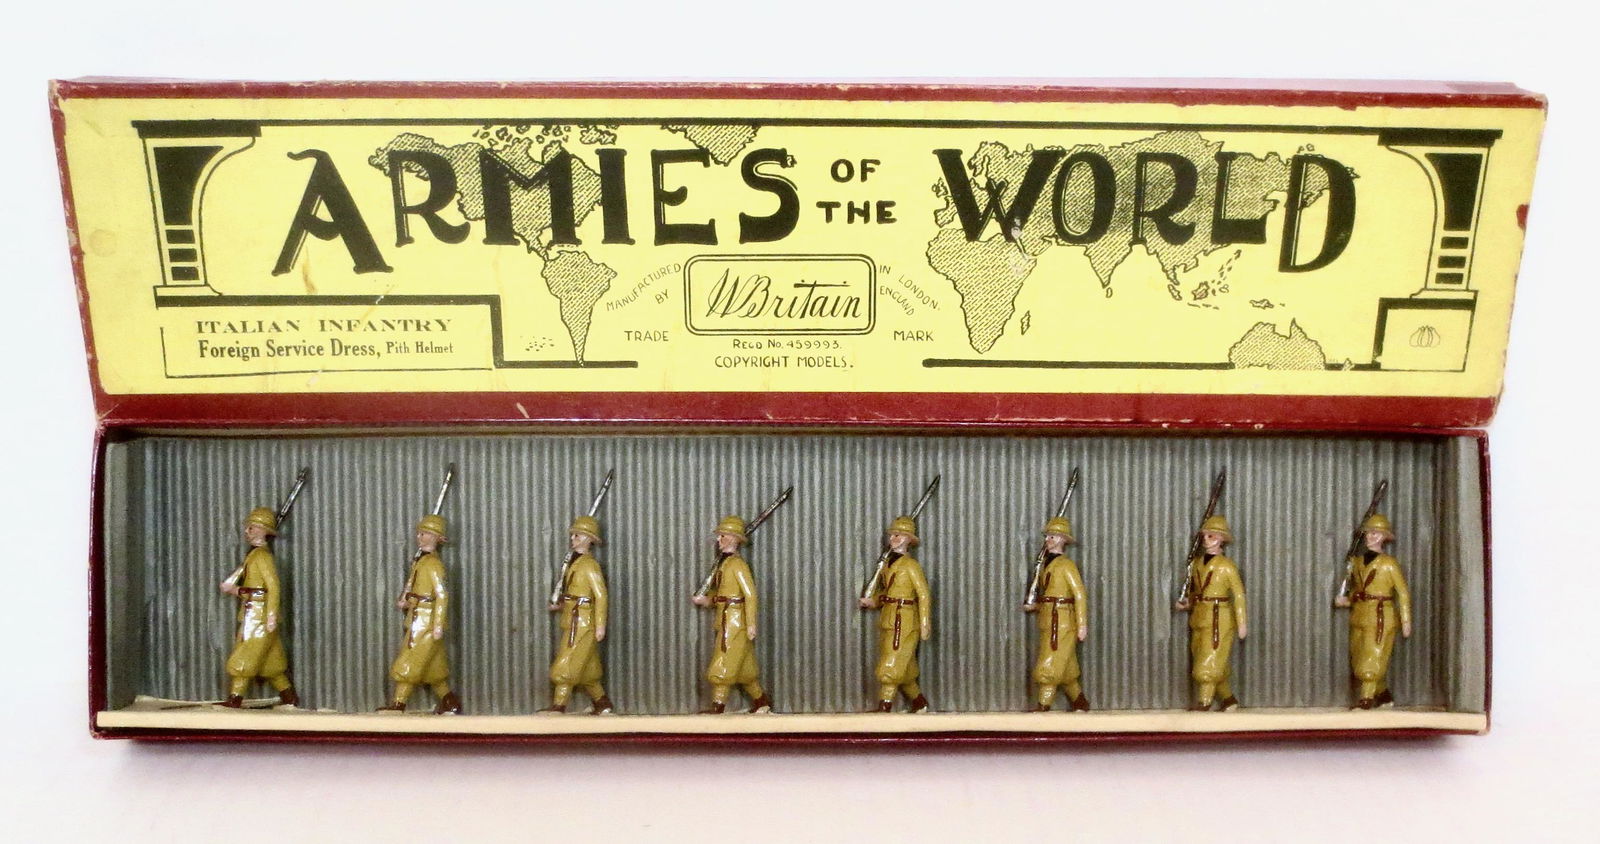 ARMIES OF THE WORLD
MANUFACTURED BY
W Britain
IN LONDON. ENGLAND
TRADE MARK
REGD No. 459993.
COPYRIGHT MODELS.
ITALIAN INFANTRY
Foreign Service Dress, Pith Helmet